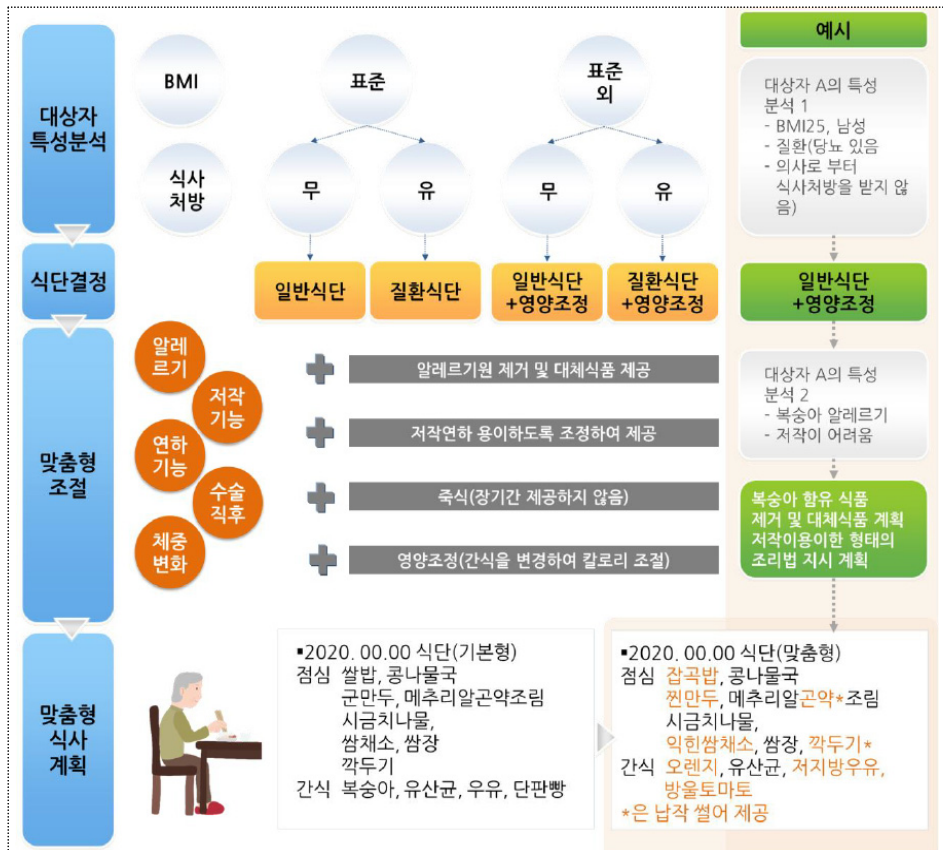 대상자
특성분석
BMI
표준
표준
외
식사
처방
무
유
무
유
예시
대상자 A의 특성
분석 1
- BMI25, 남성
- 질환(당뇨 있음
- 의사로 부터
식사처방을 받지 않
음)
식단결정
일반식단
질환식단
일반식단
+영양조정
질환식단
+영양조정
일반식단
+영양조정
맞춤형
조절
알레
르기
저작
기능
연하
기능
수술
직후
체중
변화
알레르기원 제거 및 대체식품 제공
저작연하 용이하도록 조정하여 제공
죽식(장기간 제공하지 않음)
영양조정(간식을 변경하여 칼로리 조절)
대상자 A의 특성
분석 2
- 복숭아 알레르기
- 저작이 어려움
복숭아 함유 식품
제거 및 대체식품 계획
저작이용이한 형태의
조리법 지시 계획
맞춤형
식사
계획
▪2020. 00.00 식단(기본형)
점심 쌀밥, 콩나물국
군만두, 메추리알곤약조림
시금치나물,
쌈채소, 쌈장
깍두기
간식 복숭아, 유산균, 우유, 단판빵
▪2020. 00.00 식단(맞춤형)
점심 잡곡밥, 콩나물국
찐만두, 메추리알곤약*조림
시금치나물,
익힌쌈채소, 쌈장, 깍두기*
간식 오렌지, 유산균, 저지방우유,
방울토마토
*은 납작 썰어 제공